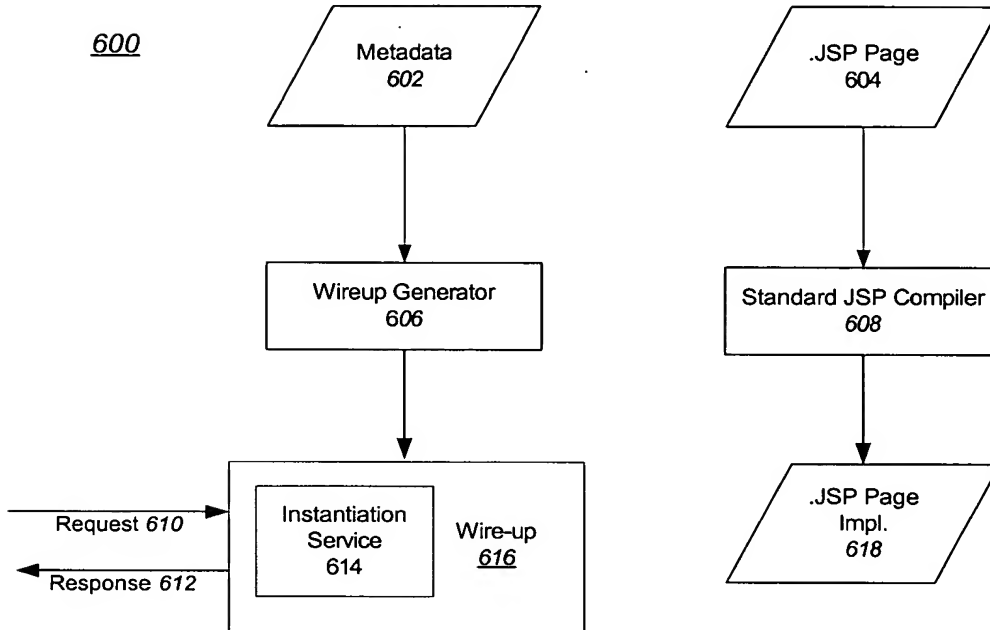 600
Metadata
602
.JSP Page
604
Wireup Generator
606
Standard JSP Compiler
608
Request 610
Response 612
Instantiation
Service
614
Wire-up
616
.JSP Page
Impl.
618